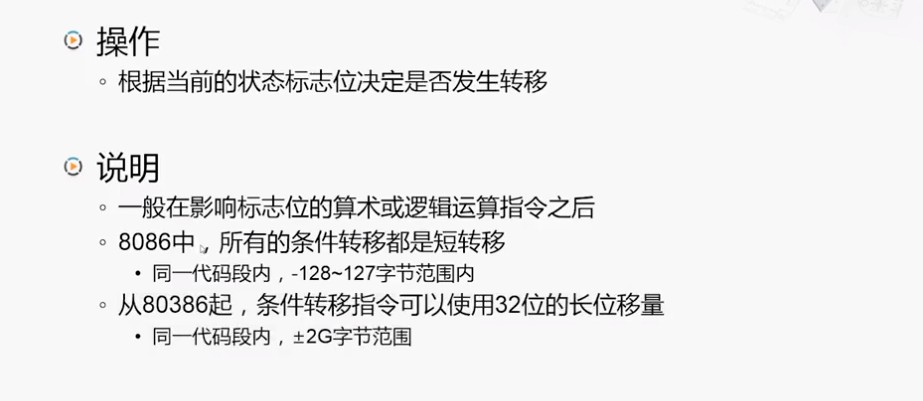 操作
根据当前的状态标志位决定是否发生转移
说明
一般在影响标志位的算术或逻辑运算指令之后
8086中，所有的条件转移都是短转移
同一代码段内，-128~127字节范围内
从80386起，条件转移指令可以使用32位的长位移量
同一代码段内，±2G字节范围